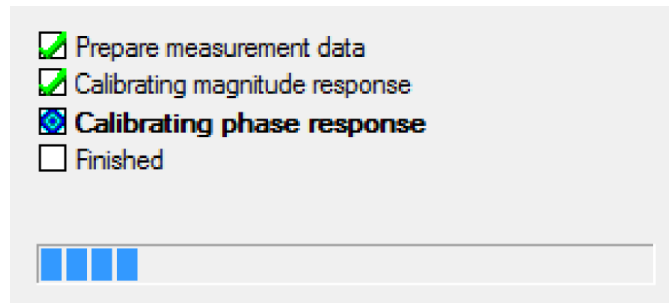 Prepare measurement data
Calibrating magnitude response
Calibrating phase response
Finished